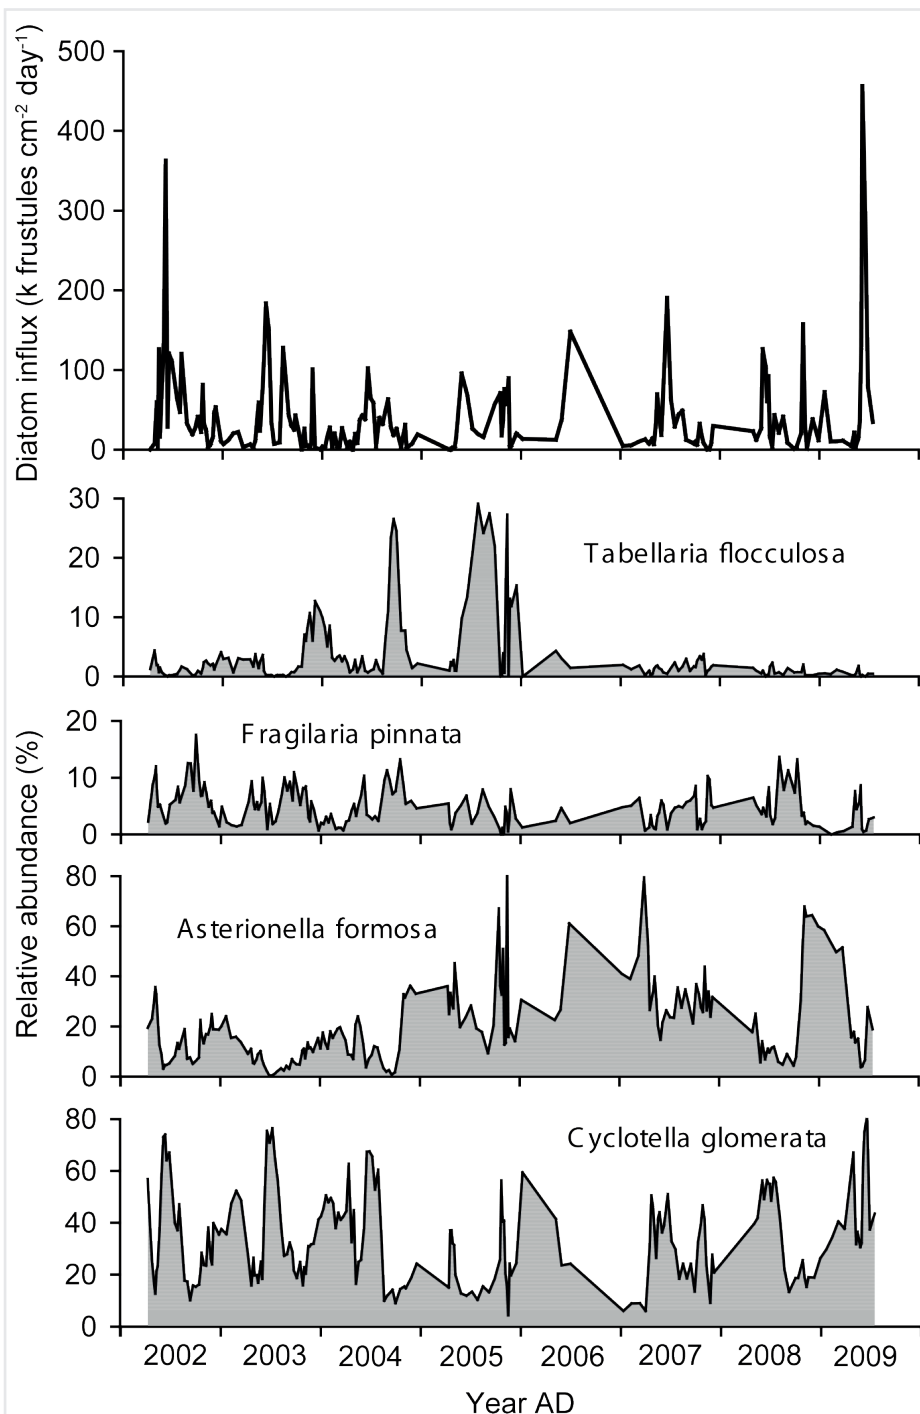 Diatom influx (k frustules cm⁻² day⁻¹)
500
400
300
200
100
0
30
20
10
0
Tabellaria flocculosa
Relative abundance (%)
20
10
0
Fragilaria pinnata
80
60
40
20
0
Asterionella formosa
80
60
40
20
0
Cyclotella glomerata
2002 2003 2004 2005 2006 2007 2008 2009
Year AD